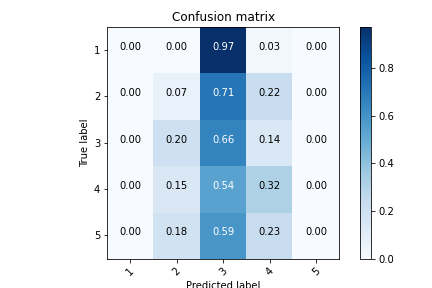 Confusion matrix
True label
1 0.00 0.00 0.97 0.03 0.00
2 0.00 0.07 0.71 0.22 0.00
3 0.00 0.20 0.66 0.14 0.00
4 0.00 0.15 0.54 0.32 0.00
5 0.00 0.18 0.59 0.23 0.00
1 2 3 4 5
Predicted label
0.8
0.6
0.4
0.2
0.0